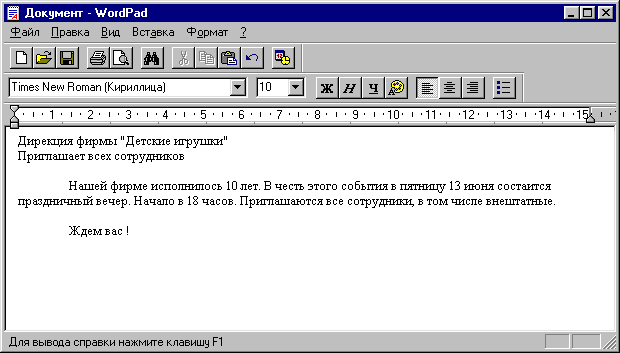 Документ - WordPad
Файл Правка Вид Вставка Формат ?
Times New Roman (Кириллица) 10 Ж Н Ч
1 2 3 4 5 6 7 8 9 10 11 12 13 14 15
Дирекция фирмы "Детские игрушки"
Приглашает всех сотрудников
Нашей фирме исполнилось 10 лет. В честь этого события в пятницу 13 июня состаится
праздничный вечер. Начало в 18 часов. Приглашаются все сотрудники, в том числе внештатные.
Ждем вас !
Для вывода справки нажмите клавишу F1